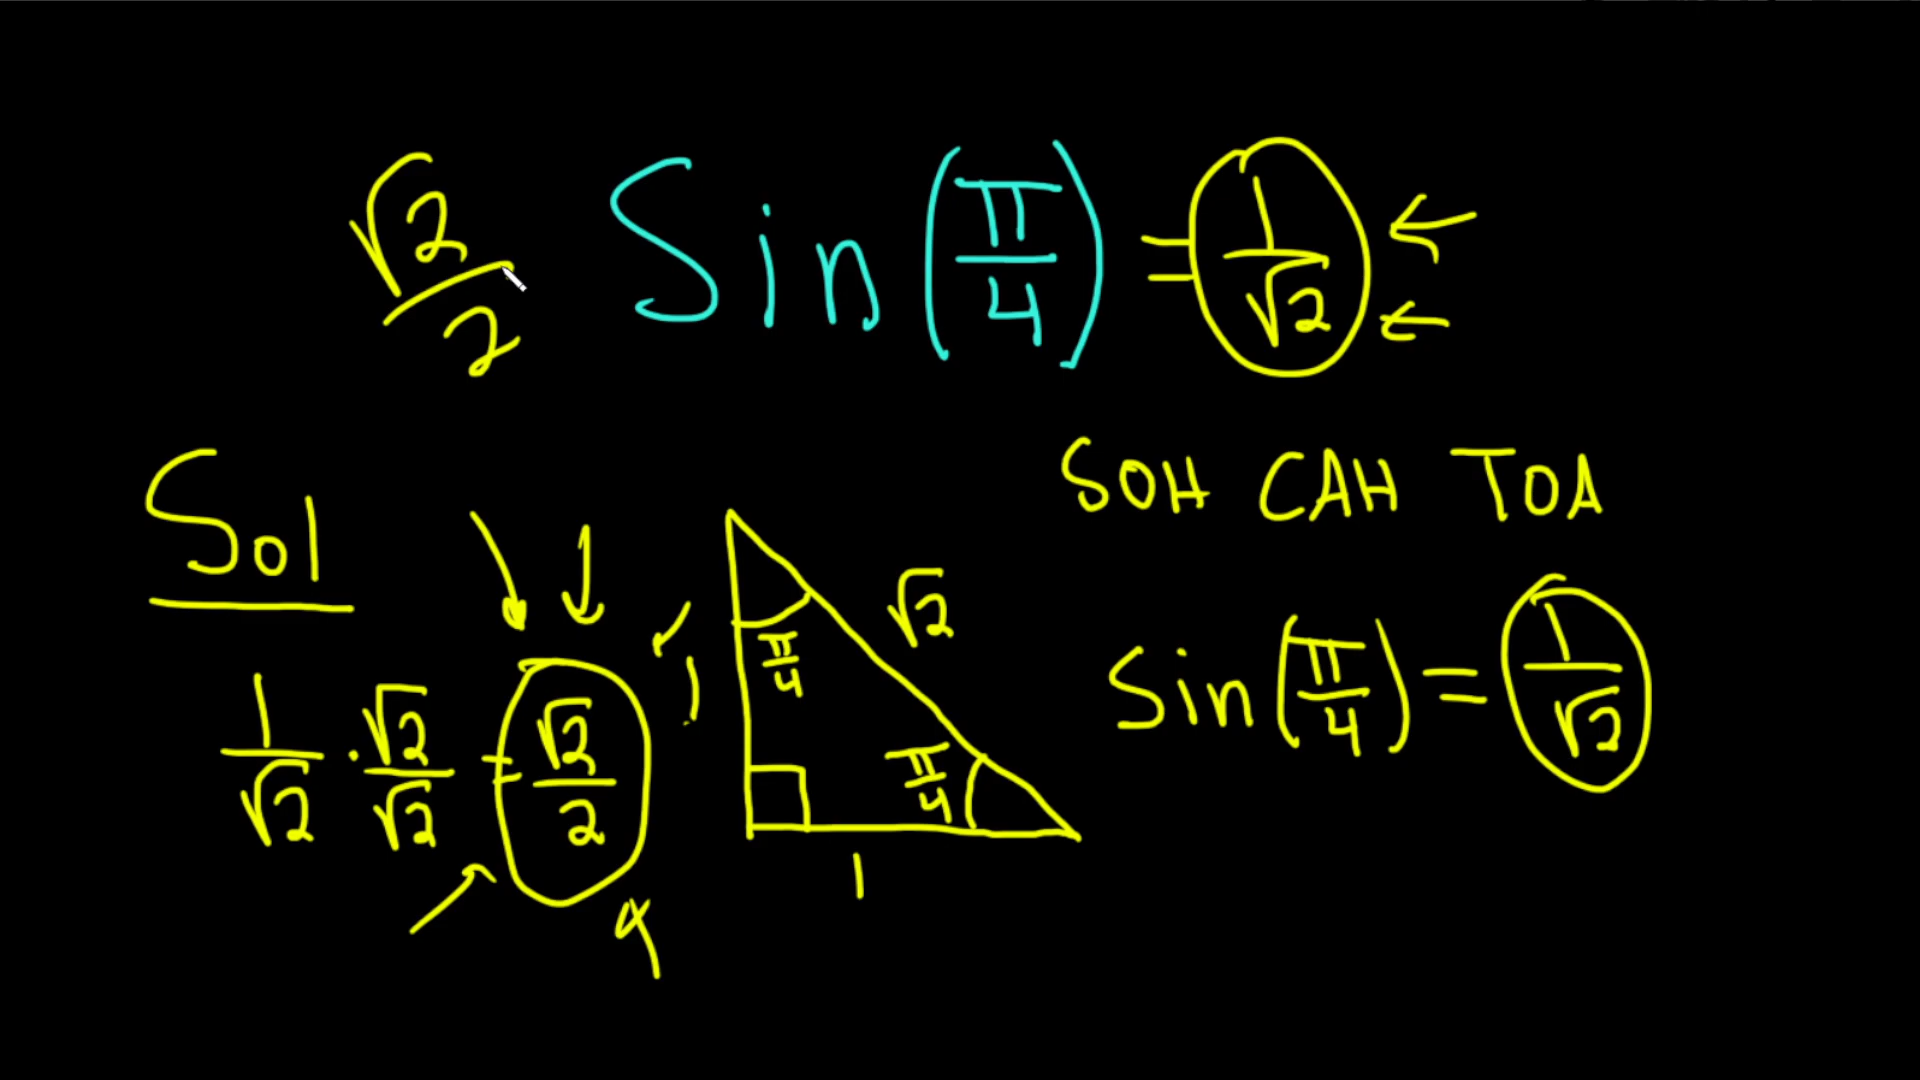 √2/2 Sin(π/4) = 1/√2
SOH CAH TOA
Sol
1/√2 · √2/√2 = √2/2
1
π/4
√2
π/4
1
Sin(π/4) = 1/√2